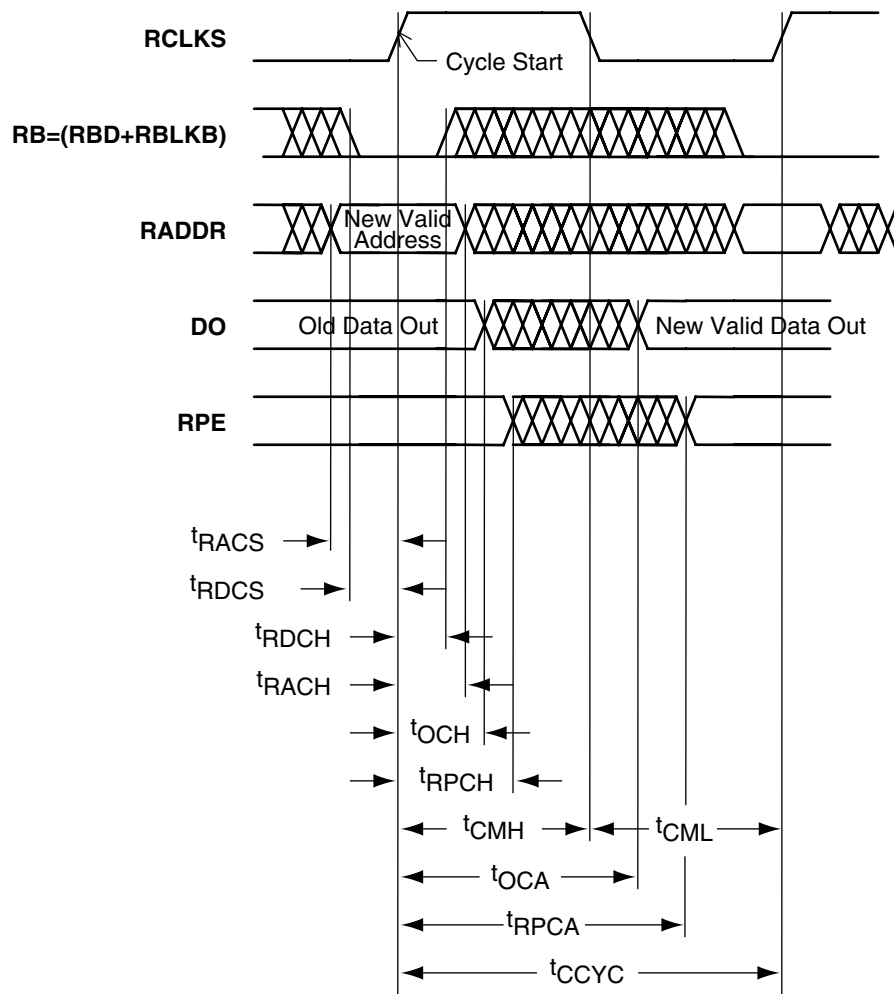 RCLKS
Cycle Start
RB=(RBD+RBLKB)
RADDR
New Valid
Address
DO
Old Data Out
New Valid Data Out
RPE
tRACS
tRDCS
tRDCH
tRACH
tOCH
tRPCH
tCMH
tCML
tOCA
tRPCA
tCCYC